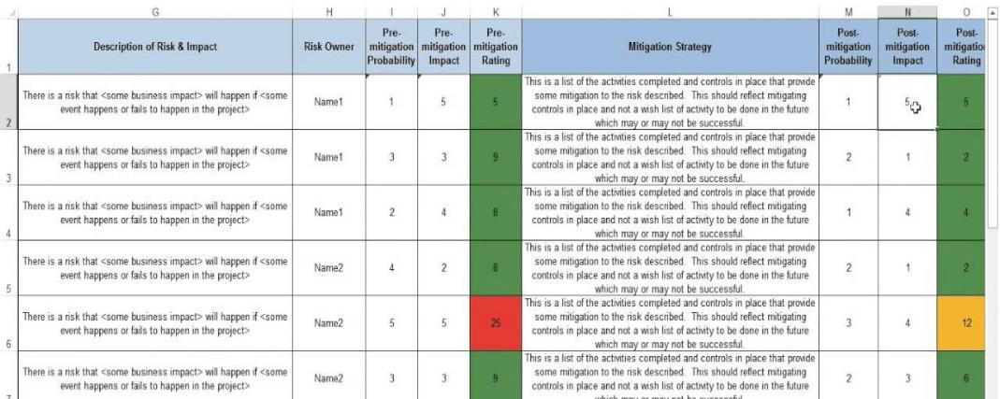 G H I J K L M N O
Description of Risk & Impact Risk Owner Pre-mitigation Probability Pre-mitigation Impact Pre-mitigation Rating Mitigation Strategy Post-mitigation Probability Post-mitigation Impact Post-mitigatio Rating
1
There is a risk that <some business impact> will happen if <some
event happens or fails to happen in the project>
Name1 1 5 5
This is a list of the activities completed and controls in place that provide
some mitigation to the risk described. This should reflect mitigating
controls in place and not a wish list of activity to be done in the future
which may or may not be successful.
1 5 5
2
There is a risk that <some business impact> will happen if <some
event happens or fails to happen in the project>
Name1 3 3 9
This is a list of the activities completed and controls in place that provide
some mitigation to the risk described. This should reflect mitigating
controls in place and not a wish list of activity to be done in the future
which may or may not be successful.
2 1 2
3
There is a risk that <some business impact> will happen if <some
event happens or fails to happen in the project>
Name1 2 4 8
This is a list of the activities completed and controls in place that provide
some mitigation to the risk described. This should reflect mitigating
controls in place and not a wish list of activity to be done in the future
which may or may not be successful.
1 4 4
4
There is a risk that <some business impact> will happen if <some
event happens or fails to happen in the project>
Name2 4 2 8
This is a list of the activities completed and controls in place that provide
some mitigation to the risk described. This should reflect mitigating
controls in place and not a wish list of activity to be done in the future
which may or may not be successful.
2 1 2
5
There is a risk that <some business impact> will happen if <some
event happens or fails to happen in the project>
Name2 5 5 25
This is a list of the activities completed and controls in place that provide
some mitigation to the risk described. This should reflect mitigating
controls in place and not a wish list of activity to be done in the future
which may or may not be successful.
3 4 12
6
There is a risk that <some business impact> will happen if <some
event happens or fails to happen in the project>
Name2 3 3 9
This is a list of the activities completed and controls in place that provide
some mitigation to the risk described. This should reflect mitigating
controls in place and not a wish list of activity to be done in the future
which may or may not be successful.
2 3 6
7